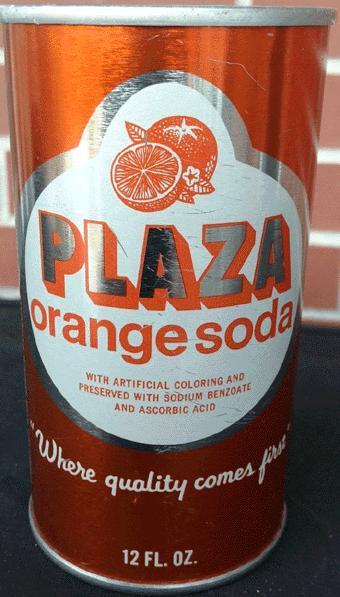 PLAZA
orange soda
WITH ARTIFICIAL COLORING AND
PRESERVED WITH SODIUM BENZOATE
AND ASCORBIC ACID
"Where quality comes first"
12 FL. OZ.